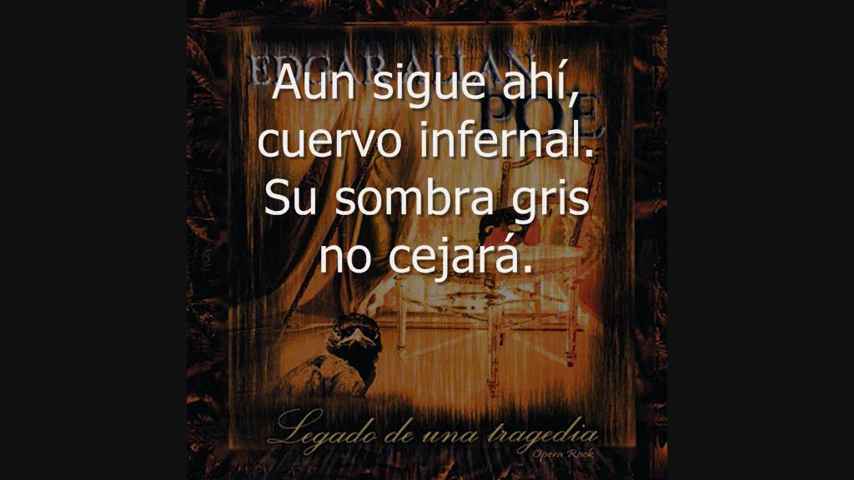 EDGAR ALLAN
POE
Aun sigue ahí,
cuervo infernal.
Su sombra gris
no cejará.
Legado de una tragedia
Opera Rock